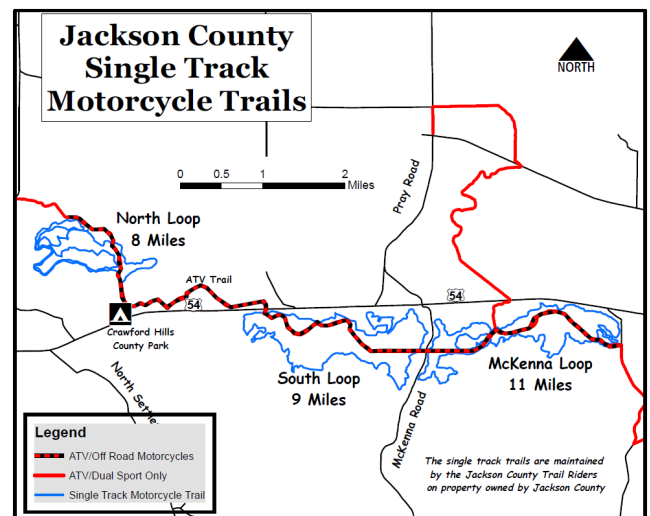 Jackson County
Single Track
Motorcycle Trails
NORTH
0 0.5 1 2
Miles
Pray Road
North Loop
8 Miles
ATV Trail
54
54
Crawford Hills
County Park
McKenna Loop
11 Miles
South Loop
9 Miles
North Settle
McKenna Road
Legend
ATV/Off Road Motorcycles
ATV/Dual Sport Only
Single Track Motorcycle Trail
The single track trails are maintained
by the Jackson County Trail Riders
on property owned by Jackson County